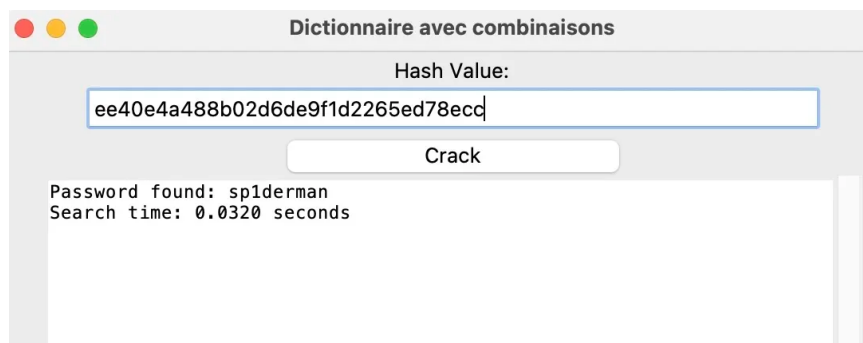 Dictionnaire avec combinaisons
Hash Value:
ee40e4a488b02d6de9f1d2265ed78ecc
Crack
Password found: sp1derman
Search time: 0.0320 seconds